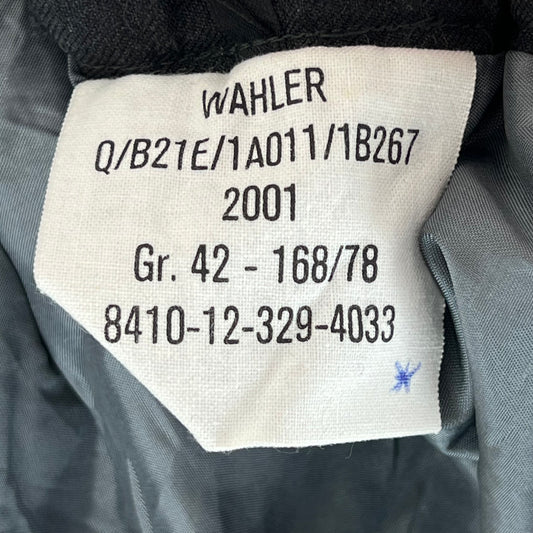 WAHLER
Q/B21E/1A011/1B267
2001
Gr. 42 - 168/78
8410-12-329-4033